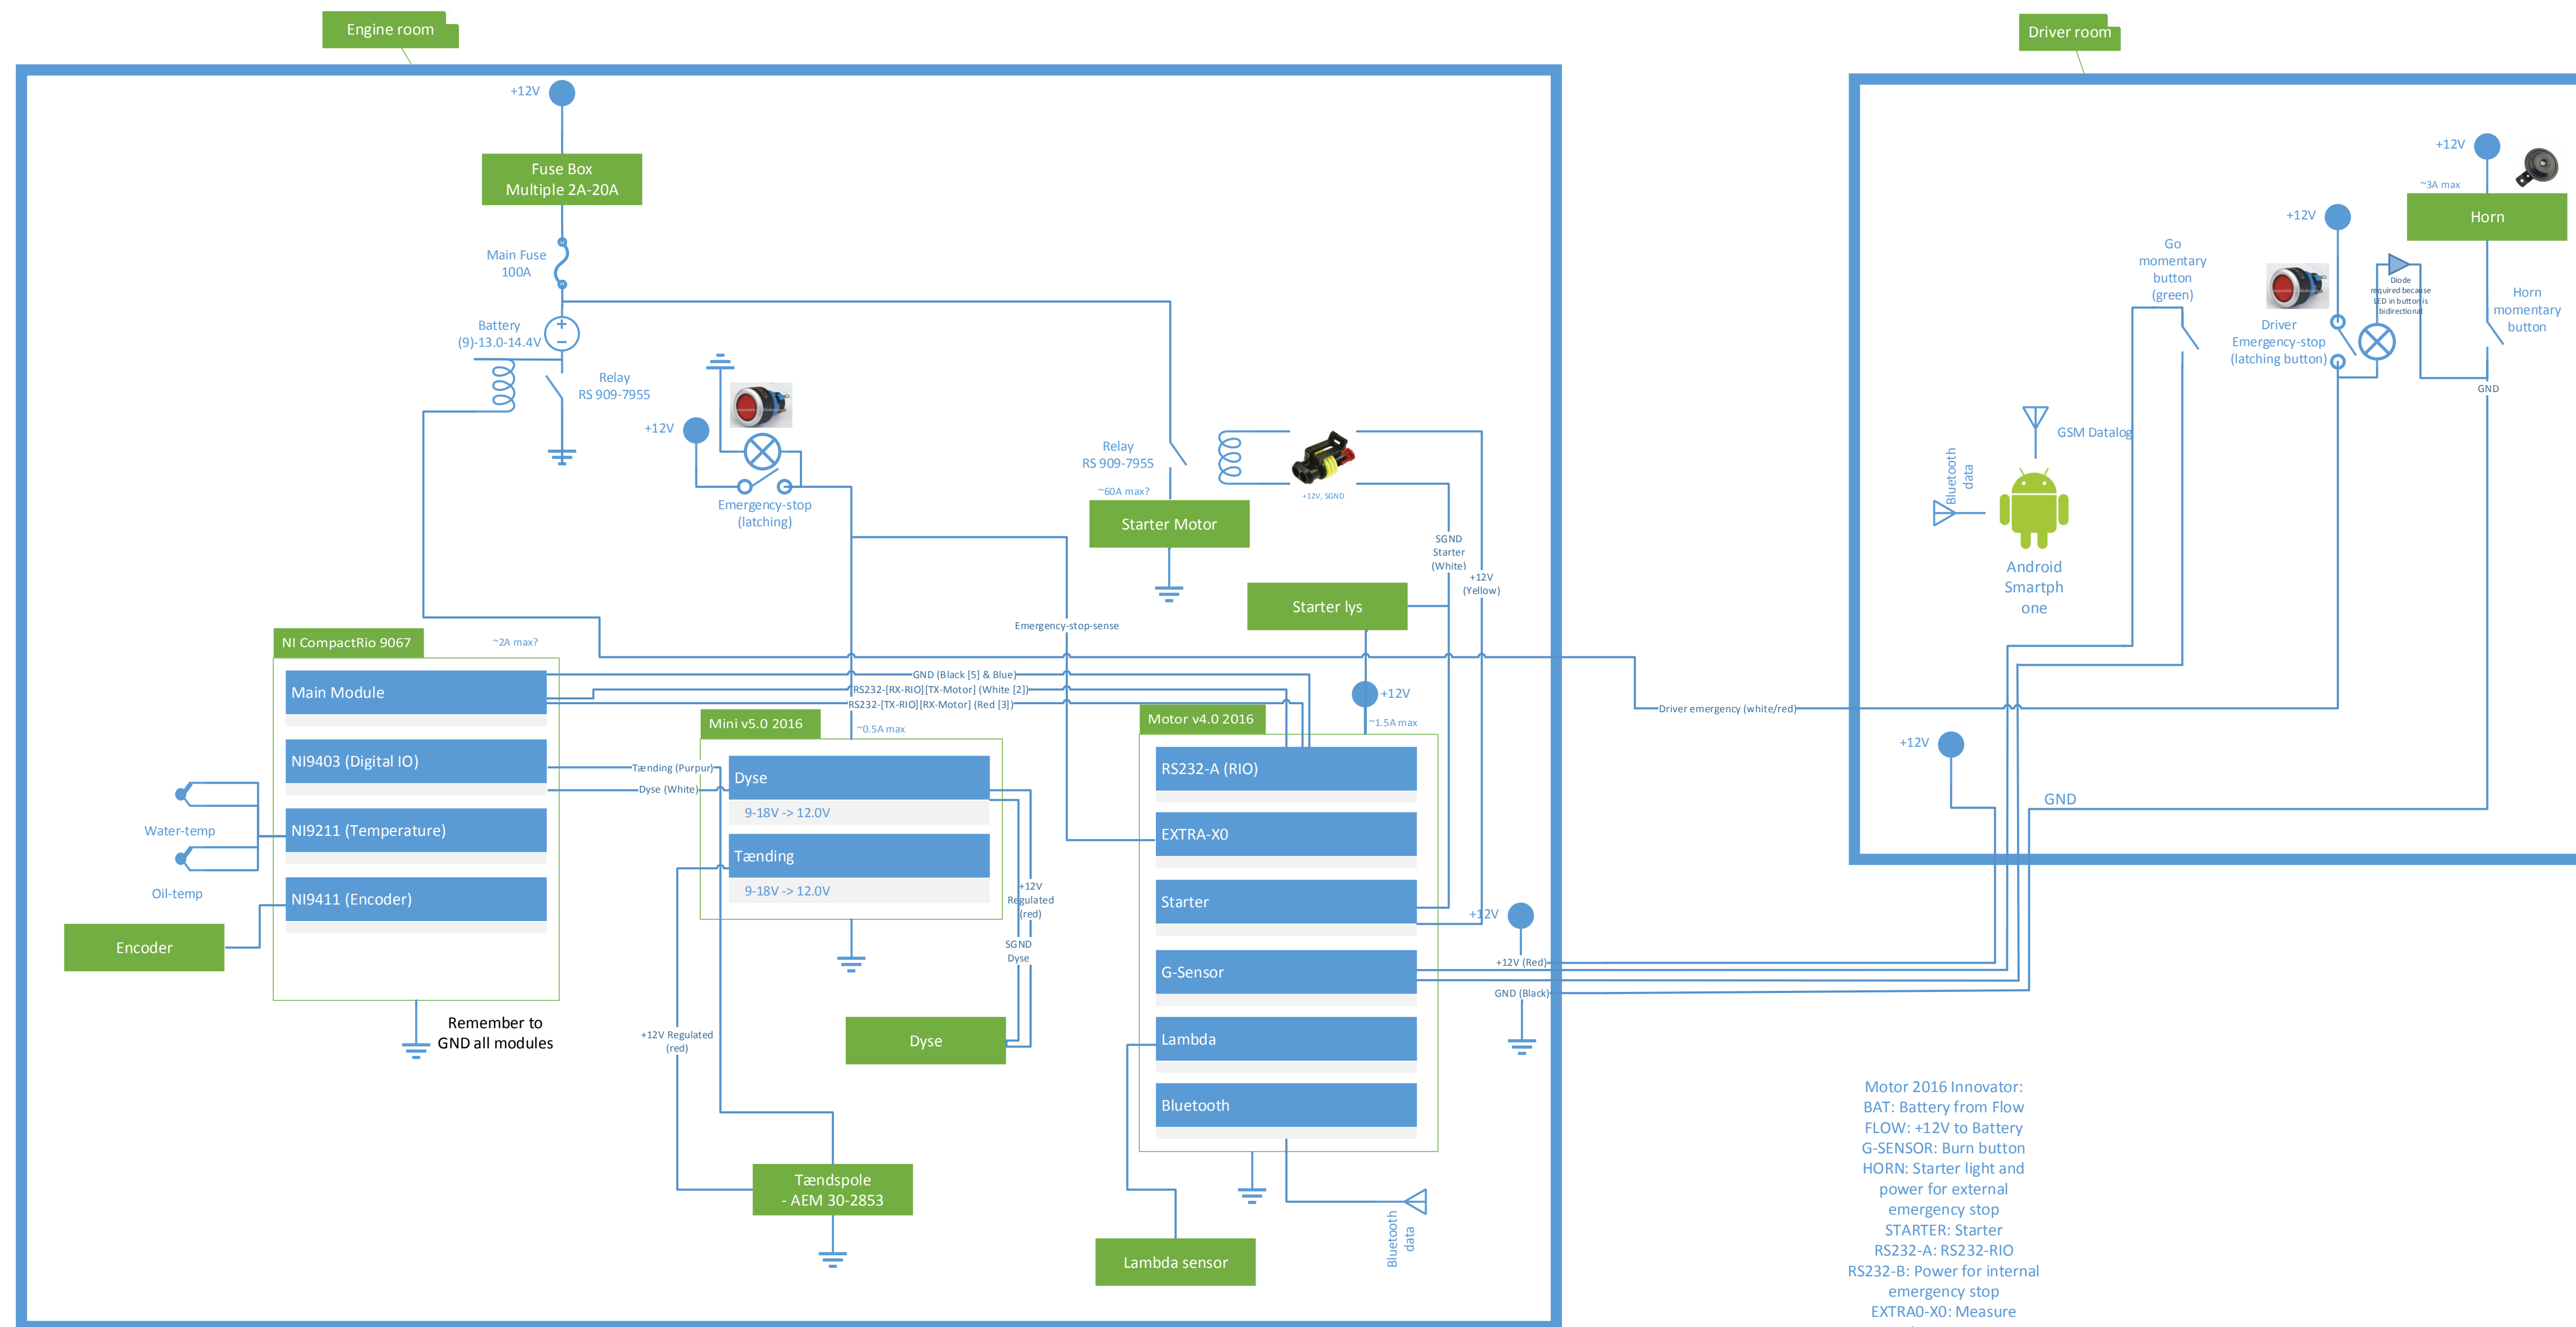 Engine room
Driver room
+12V
Fuse Box
Multiple 2A-20A
Main Fuse
100A
Battery
(9)-13.0-14.4V
Relay
RS 909-7955
+12V
Emergency-stop
(latching)
Relay
RS 909-7955
~60A max?
Starter Motor
+12V, SGND
SGND
Starter
(White)
+12V
(Yellow)
Starter lys
Emergency-stop-sense
NI CompactRio 9067
~2A max?
Main Module
NI9403 (Digital IO)
NI9211 (Temperature)
NI9411 (Encoder)
Water-temp
Oil-temp
Encoder
Remember to
GND all modules
GND (Black [5] & Blue)
RS232-[RX-RIO][TX-Motor] (White [2])
RS232-[TX-RIO][RX-Motor] (Red [3])
Tænding (Purpur)
Dyse (White)
Mini v5.0 2016
~0.5A max
Dyse
9-18V -> 12.0V
Tænding
9-18V -> 12.0V
+12V
Regulated
(red)
SGND
Dyse
Dyse
+12V Regulated
(red)
Tændspole
- AEM 30-2853
+12V
Motor v4.0 2016
~1.5A max
RS232-A (RIO)
EXTRA-X0
Starter
G-Sensor
Lambda
Bluetooth
Lambda sensor
Bluetooth
data
+12V
+12V (Red)
GND (Black)
Driver emergency (white/red)
+12V
~3A max
Horn
+12V
Go
momentary
button
(green)
Diode
required because
LED in button is
bidirectional
Driver
Emergency-stop
(latching button)
Horn
momentary
button
GND
GSM Datalog
Bluetooth
data
Android
Smartph
one
+12V
GND
Motor 2016 Innovator:
BAT: Battery from Flow
FLOW: +12V to Battery
G-SENSOR: Burn button
HORN: Starter light and
power for external
emergency stop
STARTER: Starter
RS232-A: RS232-RIO
RS232-B: Power for internal
emergency stop
EXTRA0-X0: Measure